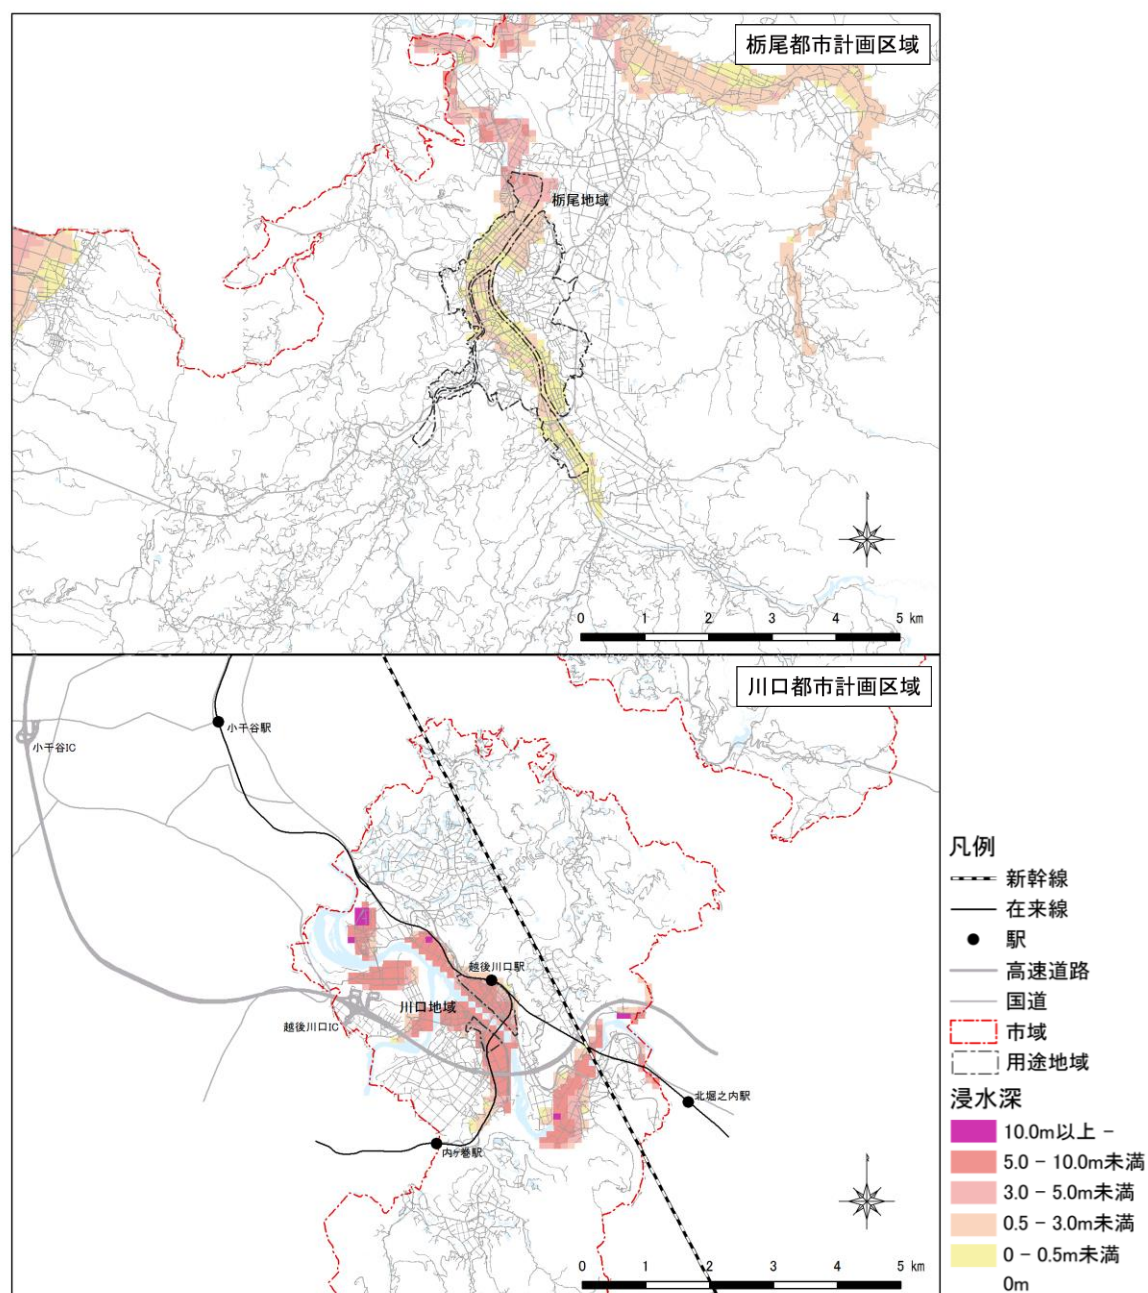 栃尾都市計画区域
栃尾地域
0 1 2 3 4 5 km
川口都市計画区域
小千谷駅
小千谷IC
越後川口駅
川口地域
越後川口IC
北堀之内駅
内ヶ巻駅
0 1 2 3 4 5 km
凡例
新幹線
在来線
駅
高速道路
国道
市域
用途地域
浸水深
10.0m以上 -
5.0 - 10.0m未満
3.0 - 5.0m未満
0.5 - 3.0m未満
0 - 0.5m未満
0m